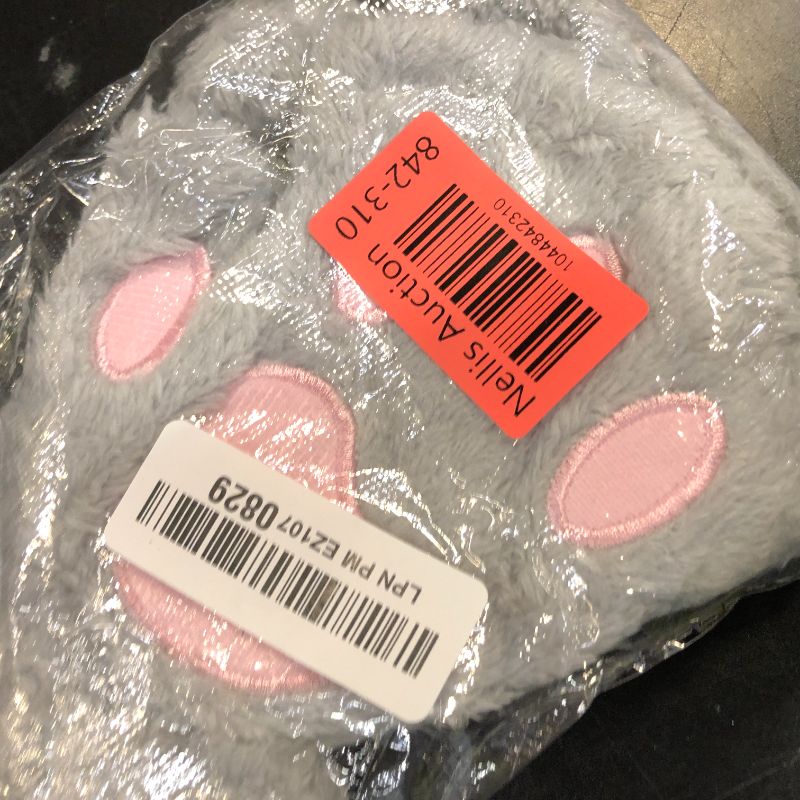 Nellis Auction
1044842310
842-310
LPN PM EZ107 0829